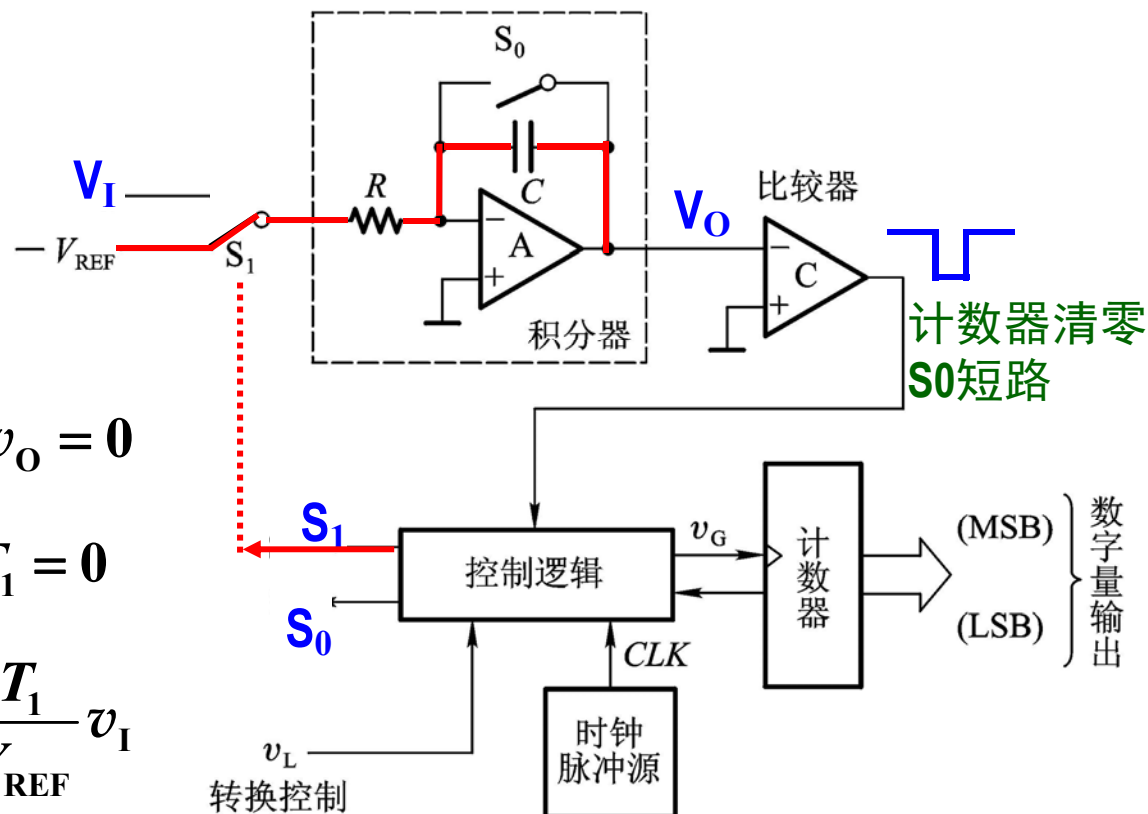 S₀
V_I
R
C
V_O
比较器
− V_REF
S₁
−
A
+
−
C
+
积分器
计数器清零
S0短路
v_O = 0
S₁
T₁ = 0
控制逻辑
v_G
计数器
(MSB)
(LSB)
数字量输出
S₀
CLK
T₁
v_I
V_REF
v_L
转换控制
时钟
脉冲源